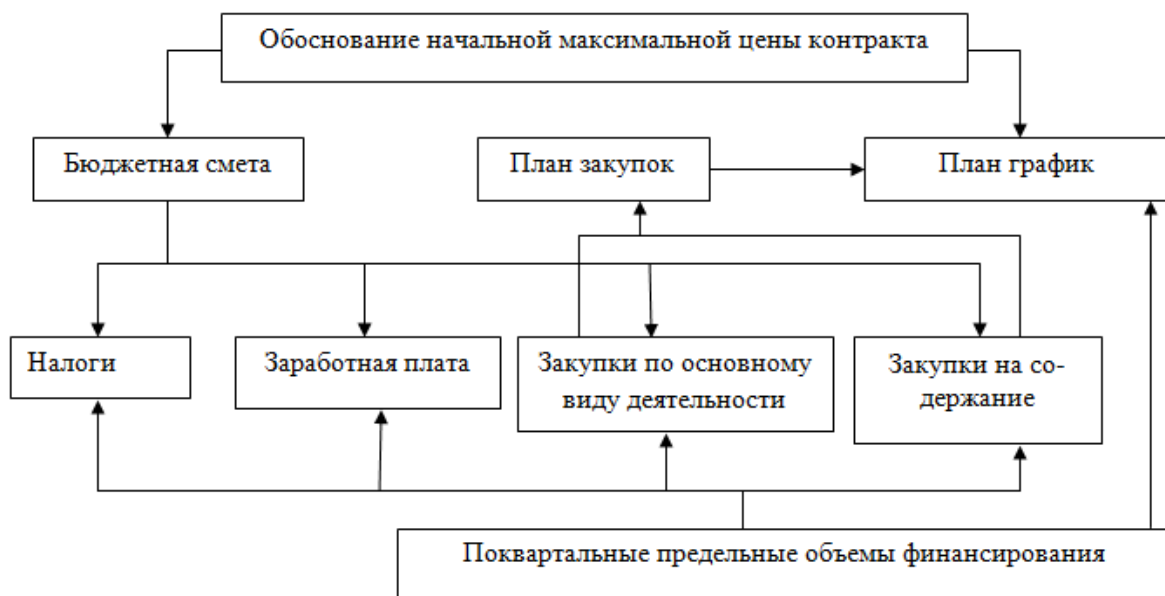 Обоснование начальной максимальной цены контракта
Бюджетная смета
План закупок
План график
Налоги
Заработная плата
Закупки по основному
виду деятельности
Закупки на со-
держание
Поквартальные предельные объемы финансирования